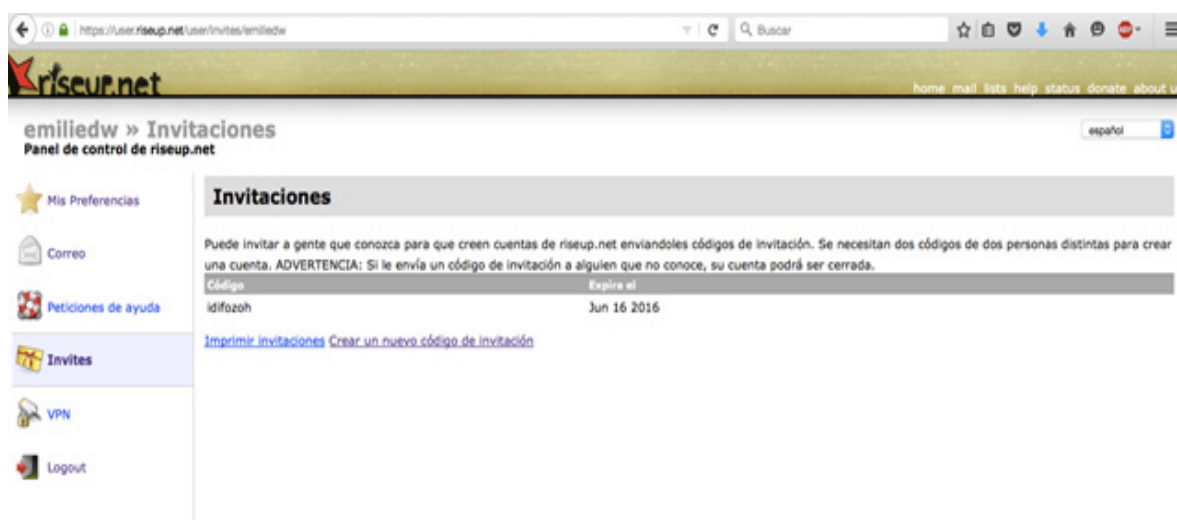 https://user.riseup.net/user/invites/emiliedw
Buscar
riseup.net
home mail lists help status donate about u
emiliedw » Invitaciones
español
Panel de control de riseup.net
Mis Preferencias
Correo
Peticiones de ayuda
Invites
VPN
Logout
Invitaciones
Puede invitar a gente que conozca para que creen cuentas de riseup.net enviandoles códigos de invitación. Se necesitan dos códigos de dos personas distintas para crear
una cuenta. ADVERTENCIA: Si le envía un código de invitación a alguien que no conoce, su cuenta podrá ser cerrada.
Código Expira el
idifozoh Jun 16 2016
Imprimir invitaciones Crear un nuevo código de invitación